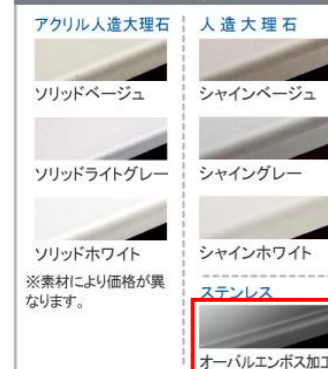 アクリル人造大理石
ソリッドベージュ
ソリッドライトグレー
ソリッドホワイト
※素材により価格が異
なります。
人造大理石
シャインベージュ
シャイングレー
シャインホワイト
ステンレス
オーバルエンボス加工